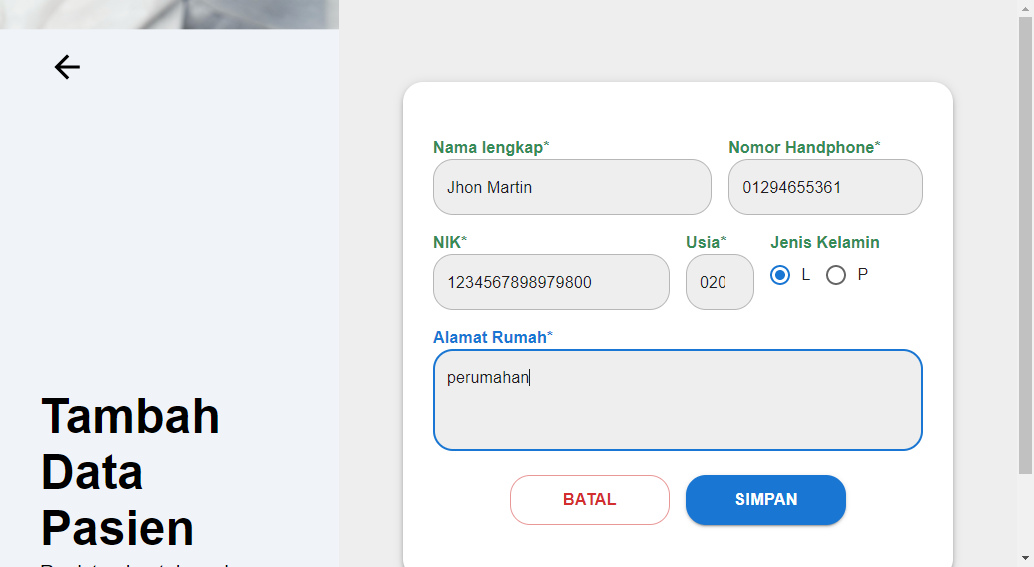 Nama lengkap*
Nomor Handphone*
Jhon Martin
01294655361
NIK*
Usia*
Jenis Kelamin
1234567898979800
020
L
P
Alamat Rumah*
perumahan
BATAL
SIMPAN
Tambah
Data
Pasien